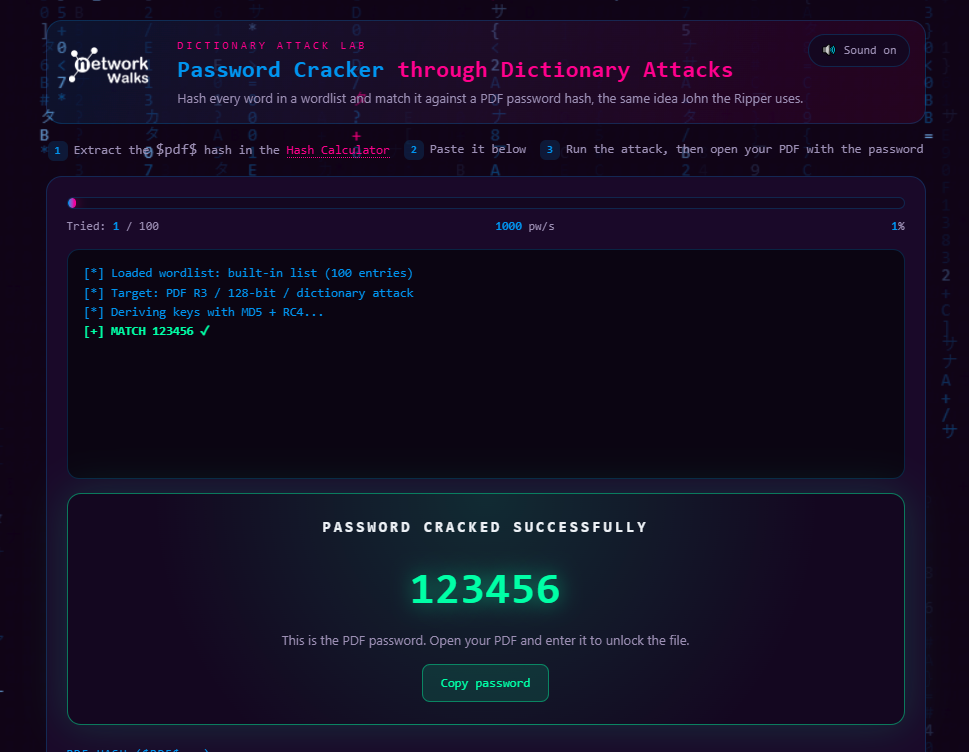 DICTIONARY ATTACK LAB
Password Cracker through Dictionary Attacks
Hash every word in a wordlist and match it against a PDF password hash, the same idea John the Ripper uses.
network
Walks
🔊 Sound on
1 Extract the $pdf$ hash in the Hash Calculator 2 Paste it below 3 Run the attack, then open your PDF with the password
Tried: 1 / 100 1000 pw/s 1%
[*] Loaded wordlist: built-in list (100 entries)
[*] Target: PDF R3 / 128-bit / dictionary attack
[*] Deriving keys with MD5 + RC4...
[+] MATCH 123456 ✓
PASSWORD CRACKED SUCCESSFULLY
123456
This is the PDF password. Open your PDF and enter it to unlock the file.
Copy password